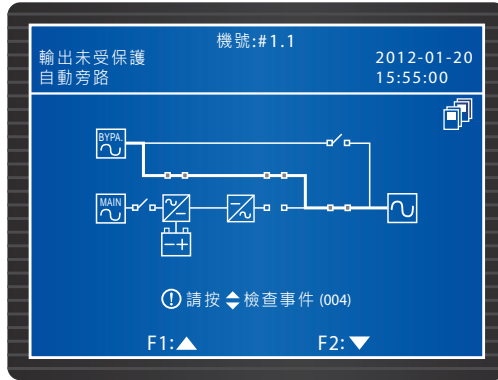 機號:#1.1
輸出未受保護
2012-01-20
自動旁路
15:55:00
BYPA.
MAIN
請按 檢查事件 (004)
F1:
F2: